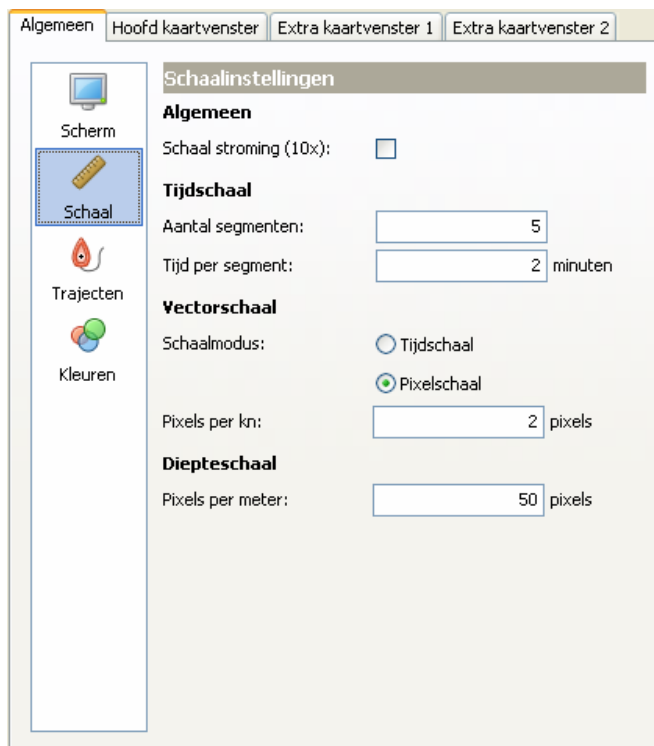 Algemeen Hoofd kaartvenster Extra kaartvenster 1 Extra kaartvenster 2
Scherm
Schaal
Trajecten
Kleuren
Schaalinstellingen
Algemeen
Schaal stroming (10x):
Tijdschaal
Aantal segmenten: 5
Tijd per segment: 2 minuten
Vectorschaal
Schaalmodus: Tijdschaal
Pixelschaal
Pixels per kn: 2 pixels
Diepteschaal
Pixels per meter: 50 pixels